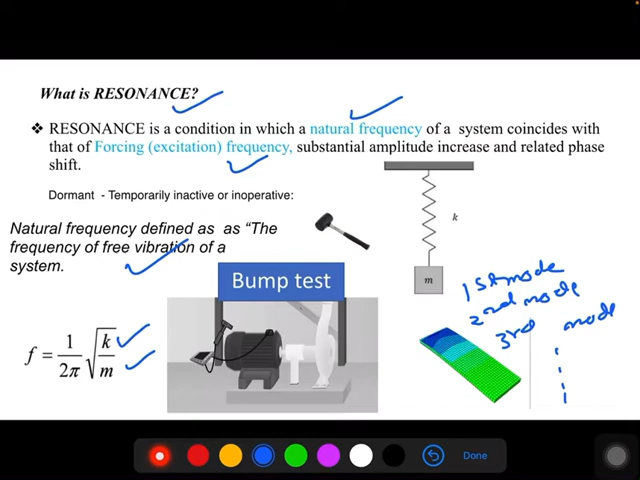 What is RESONANCE?
❖ RESONANCE is a condition in which a natural frequency of a system coincides with
that of Forcing (excitation) frequency, substantial amplitude increase and related phase
shift.
Dormant - Temporarily inactive or inoperative:
Natural frequency defined as as “The
frequency of free vibration of a
system.
k
m
Bump test
1st mode
2nd mode
3rd mode
f = 1/2π √k/m
Done